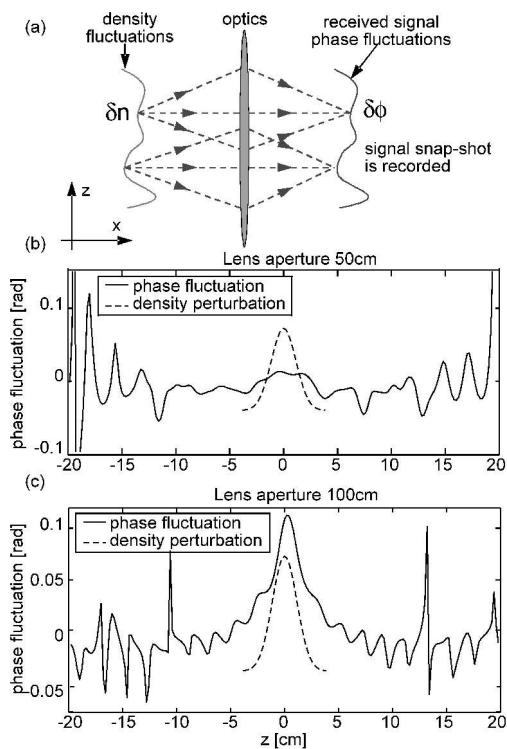 (a)
density
fluctuations
optics
received signal
phase fluctuations
δn
δϕ
signal snap-shot
is recorded
z
x
(b)
Lens aperture 50cm
phase fluctuation
density perturbation
phase fluctuation [rad]
0.1
0
-0.1
-20 -15 -10 -5 0 5 10 15 20
(c)
Lens aperture 100cm
phase fluctuation
density perturbation
phase fluctuation [rad]
0.1
0.05
0
-0.05
-20 -15 -10 -5 0 5 10 15 20
z [cm]